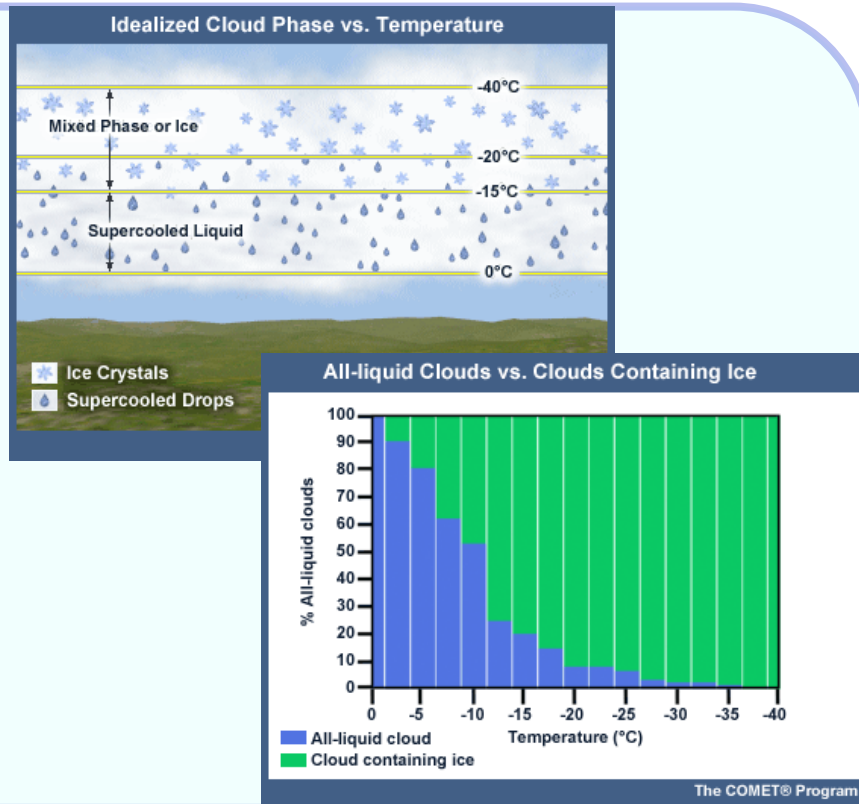 Idealized Cloud Phase vs. Temperature
-40°C
Mixed Phase or Ice
-20°C
-15°C
Supercooled Liquid
0°C
Ice Crystals
Supercooled Drops
All-liquid Clouds vs. Clouds Containing Ice
% All-liquid clouds
100
90
80
70
60
50
40
30
20
10
0
0 -5 -10 -15 -20 -25 -30 -35 -40
Temperature (°C)
All-liquid cloud
Cloud containing ice
The COMET® Program